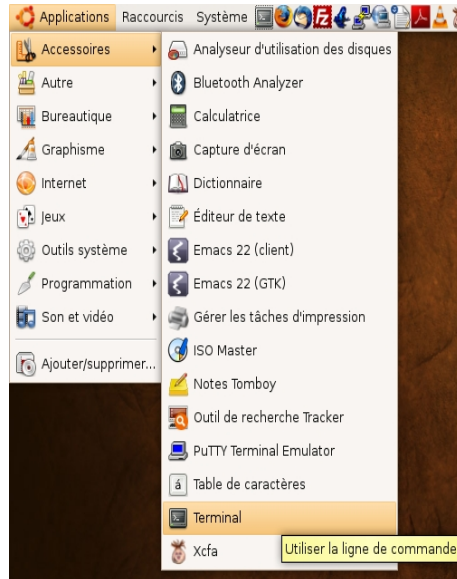 Applications Raccourcis Système
Accessoires
Autre
Bureautique
Graphisme
Internet
Jeux
Outils système
Programmation
Son et vidéo
Ajouter/supprimer...
Analyseur d'utilisation des disques
Bluetooth Analyzer
Calculatrice
Capture d'écran
Dictionnaire
Éditeur de texte
Emacs 22 (client)
Emacs 22 (GTK)
Gérer les tâches d'impression
ISO Master
Notes Tomboy
Outil de recherche Tracker
PuTTY Terminal Emulator
á Table de caractères
Terminal
Xcfa
Utiliser la ligne de commande